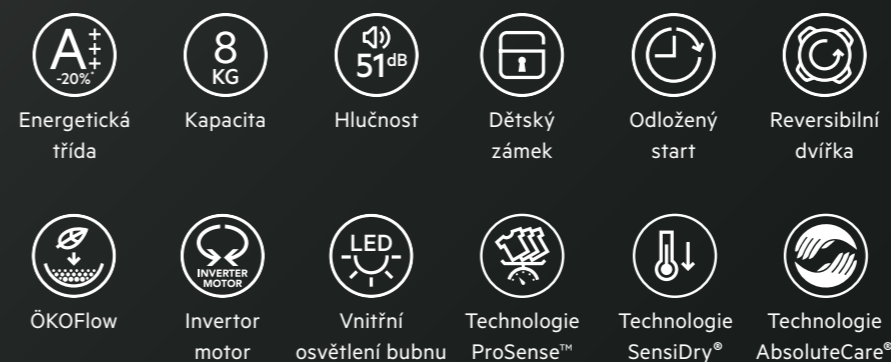 A+++
-20%*
8
KG
51dB
Energetická
třída
Kapacita
Hlučnost
Dětský
zámek
Odložený
start
Reversibilní
dvířka
INVERTER
MOTOR
LED
ÖKOFlow
Invertor
motor
Vnitřní
osvětlení bubnu
Technologie
ProSense™
Technologie
SensiDry®
Technologie
AbsoluteCare®